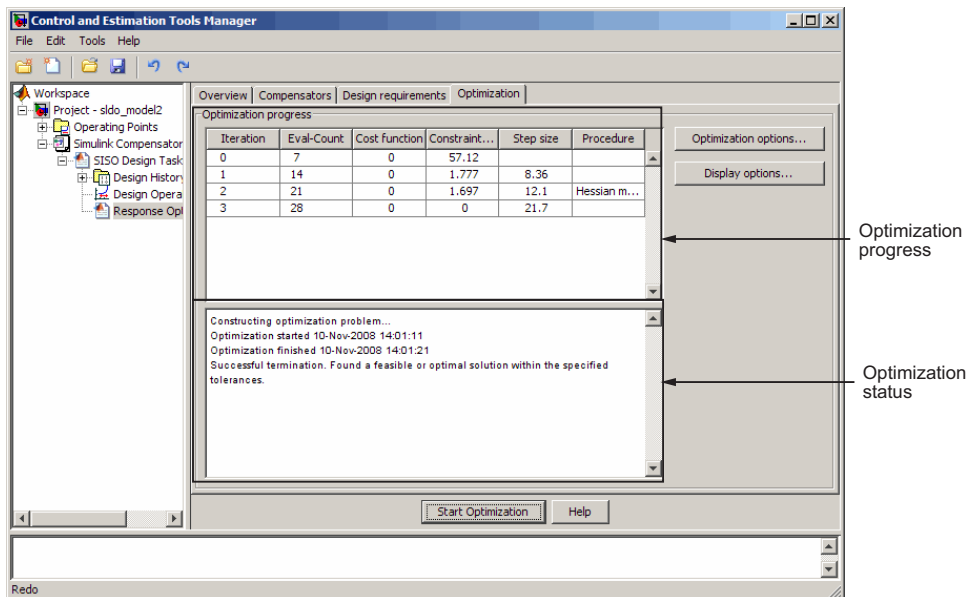 Control and Estimation Tools Manager
File Edit Tools Help
Workspace
Project - sldo_model2
Operating Points
Simulink Compensator
SISO Design Task
Design History
Design Opera
Response Opt
Overview Compensators Design requirements Optimization
Optimization progress
Iteration Eval-Count Cost function Constraint... Step size Procedure
0 7 0 57.12
1 14 0 1.777 8.36
2 21 0 1.697 12.1 Hessian m...
3 28 0 0 21.7
Optimization options...
Display options...
Optimization
progress
Constructing optimization problem...
Optimization started 10-Nov-2008 14:01:11
Optimization finished 10-Nov-2008 14:01:21
Successful termination. Found a feasible or optimal solution within the specified
tolerances.
Optimization
status
Start Optimization Help
Redo